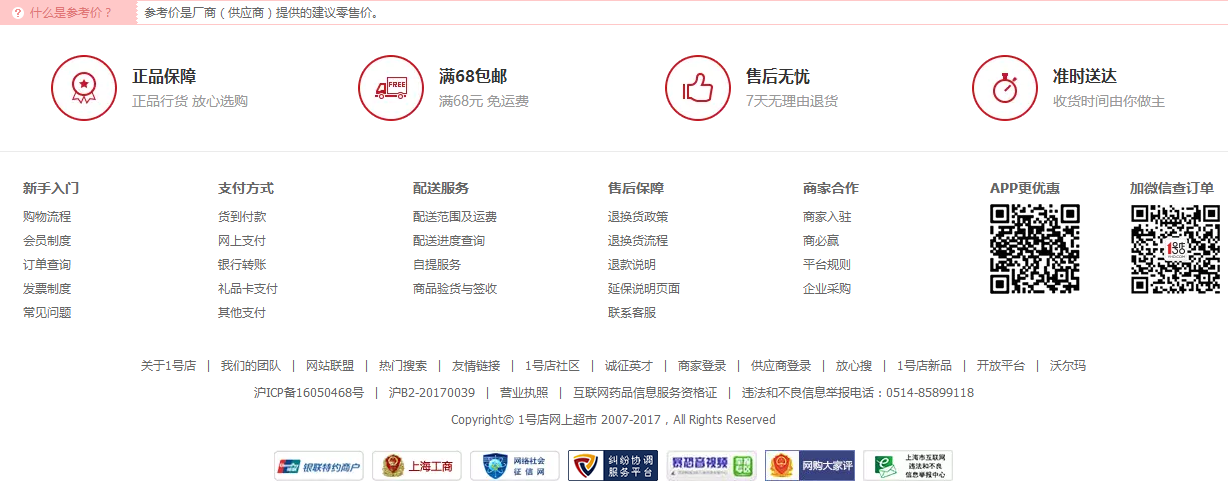 什么是参考价？ 参考价是厂商（供应商）提供的建议零售价。
正品保障 满68包邮 售后无忧 准时送达
FREE
正品行货 放心选购 满68元 免运费 7天无理由退货 收货时间由你做主
新手入门 支付方式 配送服务 售后保障 商家合作 APP更优惠 加微信查订单
购物流程 货到付款 配送范围及运费 退换货政策 商家入驻
会员制度 网上支付 配送进度查询 退换货流程 商必赢
订单查询 银行转账 自提服务 退款说明 平台规则
发票制度 礼品卡支付 商品验货与签收 延保说明页面 企业采购
常见问题 其他支付 联系客服
关于1号店 | 我们的团队 | 网站联盟 | 热门搜索 | 友情链接 | 1号店社区 | 诚征英才 | 商家登录 | 供应商登录 | 放心搜 | 1号店新品 | 开放平台 | 沃尔玛
沪ICP备16050468号 | 沪B2-20170039 | 营业执照 | 互联网药品信息服务资格证 | 违法和不良信息举报电话：0514-85899118
Copyright© 1号店网上超市 2007-2017，All Rights Reserved
银联特约商户
上海工商
网络社会
征信网
纠纷协调
服务平台
暴恐音视频
举报专区
网购大家评
上海市互联网
违法和不良
信息举报中心